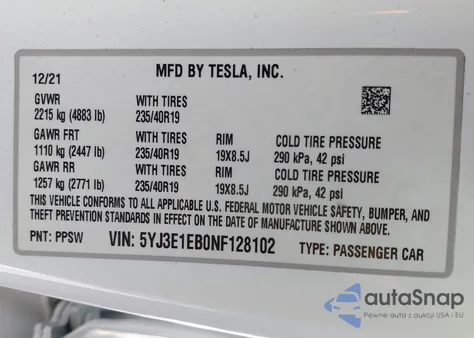 12/21 MFD BY TESLA, INC.
GVWR WITH TIRES
2215 kg (4883 lb) 235/40R19
GAWR FRT WITH TIRES RIM COLD TIRE PRESSURE
1110 kg (2447 lb) 235/40R19 19X8.5J 290 kPa, 42 psi
GAWR RR WITH TIRES RIM COLD TIRE PRESSURE
1257 kg (2771 lb) 235/40R19 19X8.5J 290 kPa, 42 psi
THIS VEHICLE CONFORMS TO ALL APPLICABLE U.S. FEDERAL MOTOR VEHICLE SAFETY, BUMPER, AND
THEFT PREVENTION STANDARDS IN EFFECT ON THE DATE OF MANUFACTURE SHOWN ABOVE.
PNT: PPSW VIN: 5YJ3E1EB0NF128102 TYPE: PASSENGER CAR
autoSnap
Pewne auto z aukcji USA i EU